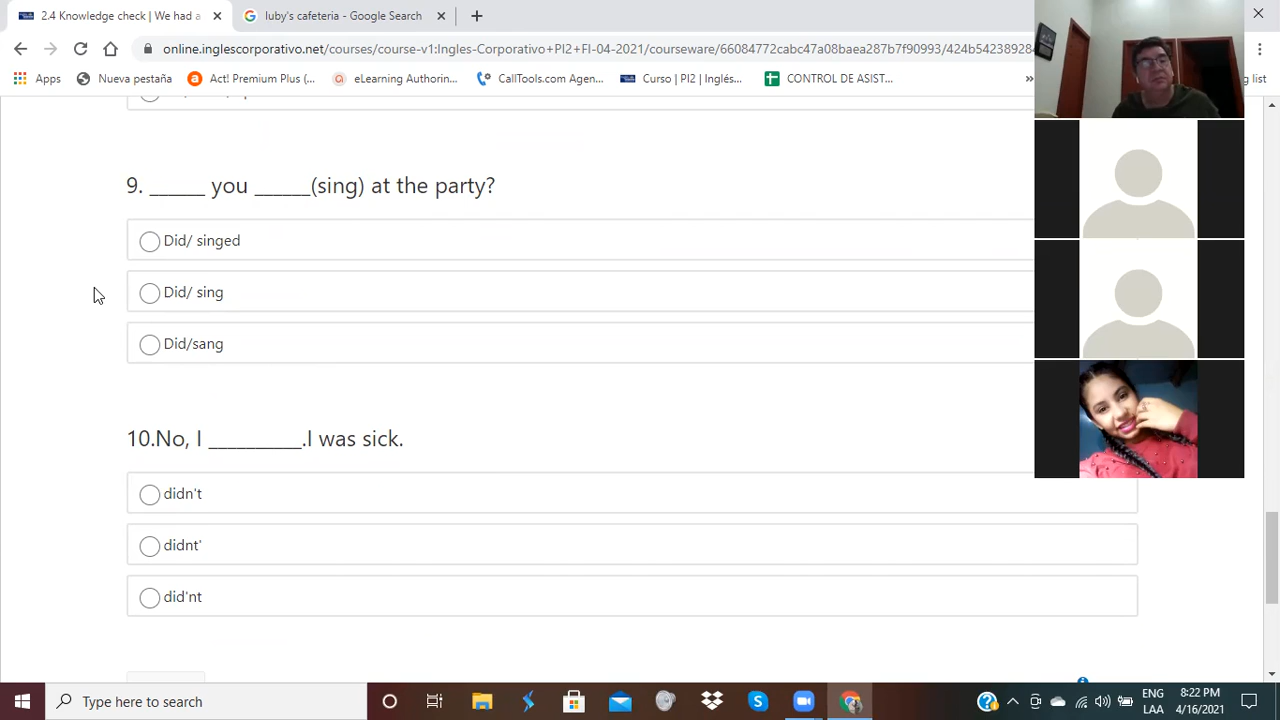 2.4 Knowledge check | We had a
luby's cafeteria - Google Search
online.inglescorporativo.net/courses/course-v1:Ingles-Corporativo+PI2+FI-04-2021/courseware/66084772cabc47a08baea287b7f90993/424b542389284
Apps
Nueva pestaña
Act! Premium Plus (...
eLearning Authorin...
CallTools.com Agen...
Curso | PI2 | Inglés...
CONTROL DE ASIST...
»
g list
9. ______ you ______(sing) at the party?
Did/ singed
Did/ sing
Did/sang
10.No, I __________.I was sick.
didn't
didnt'
did'nt
Type here to search
ENG
LAA
8:22 PM
4/16/2021